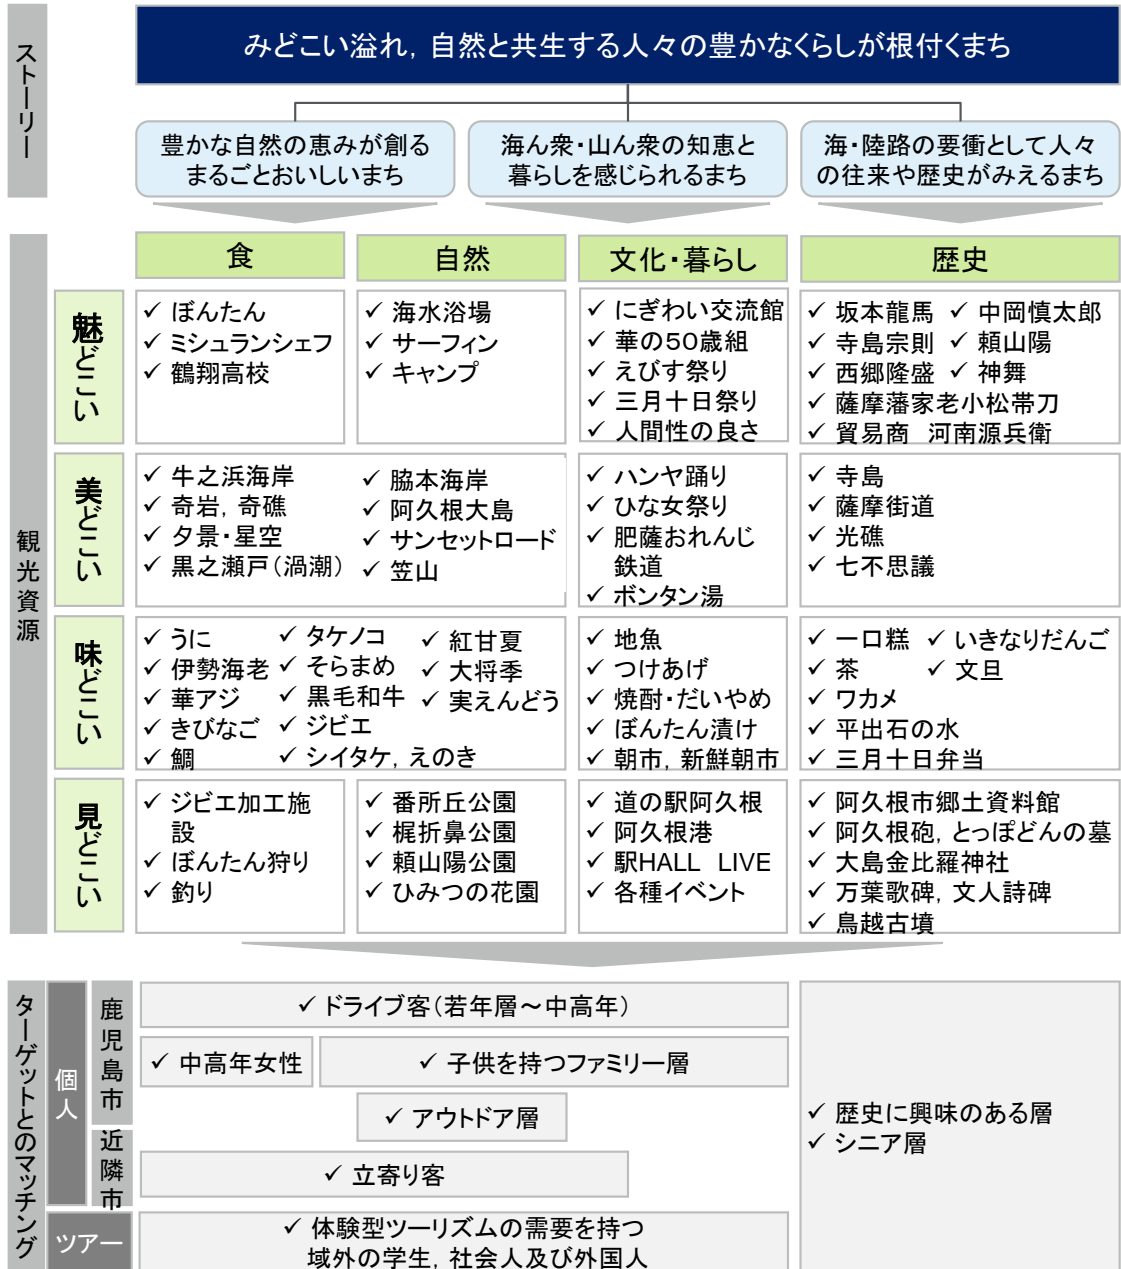 ストーリー
みどこい溢れ，自然と共生する人々の豊かなくらしが根付くまち
豊かな自然の恵みが創る
まるごとおいしいまち
海ん衆・山ん衆の知恵と
暮らしを感じられるまち
海・陸路の要衝として人々
の往来や歴史がみえるまち
観光資源
食
自然
文化・暮らし
歴史
魅どこい
✓ ぼんたん
✓ ミシュランシェフ
✓ 鶴翔高校
✓ 海水浴場
✓ サーフィン
✓ キャンプ
✓ にぎわい交流館
✓ 華の５０歳組
✓ えびす祭り
✓ 三月十日祭り
✓ 人間性の良さ
✓ 坂本龍馬 ✓ 中岡慎太郎
✓ 寺島宗則 ✓ 頼山陽
✓ 西郷隆盛 ✓ 神舞
✓ 薩摩藩家老小松帯刀
✓ 貿易商　河南源兵衛
美どこい
✓ 牛之浜海岸
✓ 奇岩，奇礁
✓ 夕景・星空
✓ 黒之瀬戸（渦潮）
✓ 脇本海岸
✓ 阿久根大島
✓ サンセットロード
✓ 笠山
✓ ハンヤ踊り
✓ ひな女祭り
✓ 肥薩おれんじ
鉄道
✓ ボンタン湯
✓ 寺島
✓ 薩摩街道
✓ 光礁
✓ 七不思議
味どこい
✓ うに
✓ 伊勢海老
✓ 華アジ
✓ きびなご
✓ 鯛
✓ タケノコ
✓ そらまめ
✓ 黒毛和牛
✓ ジビエ
✓ シイタケ，えのき
✓ 紅甘夏
✓ 大将季
✓ 実えんどう
✓ 地魚
✓ つけあげ
✓ 焼酎・だいやめ
✓ ぼんたん漬け
✓ 朝市，新鮮朝市
✓ 一口糕 ✓ いきなりだんご
✓ 茶 ✓ 文旦
✓ ワカメ
✓ 平出石の水
✓ 三月十日弁当
見どこい
✓ ジビエ加工施
設
✓ ぼんたん狩り
✓ 釣り
✓ 番所丘公園
✓ 梶折鼻公園
✓ 頼山陽公園
✓ ひみつの花園
✓ 道の駅阿久根
✓ 阿久根港
✓ 駅HALL　LIVE
✓ 各種イベント
✓ 阿久根市郷土資料館
✓ 阿久根砲，とっぽどんの墓
✓ 大島金比羅神社
✓ 万葉歌碑，文人詩碑
✓ 鳥越古墳
ターゲットとのマッチング
個人
鹿児島市
✓ ドライブ客（若年層～中高年）
✓ 中高年女性
✓ 子供を持つファミリー層
✓ アウトドア層
近隣市
✓ 立寄り客
ツアー
✓ 体験型ツーリズムの需要を持つ
域外の学生，社会人及び外国人
✓ 歴史に興味のある層
✓ シニア層